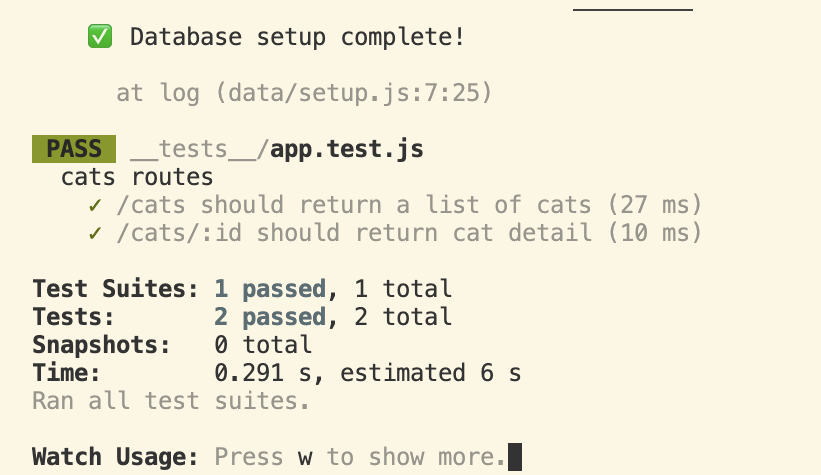 ✅ Database setup complete!
at log (data/setup.js:7:25)
PASS __tests__/app.test.js
cats routes
✓ /cats should return a list of cats (27 ms)
✓ /cats/:id should return cat detail (10 ms)
Test Suites: 1 passed, 1 total
Tests: 2 passed, 2 total
Snapshots: 0 total
Time: 0.291 s, estimated 6 s
Ran all test suites.
Watch Usage: Press w to show more.